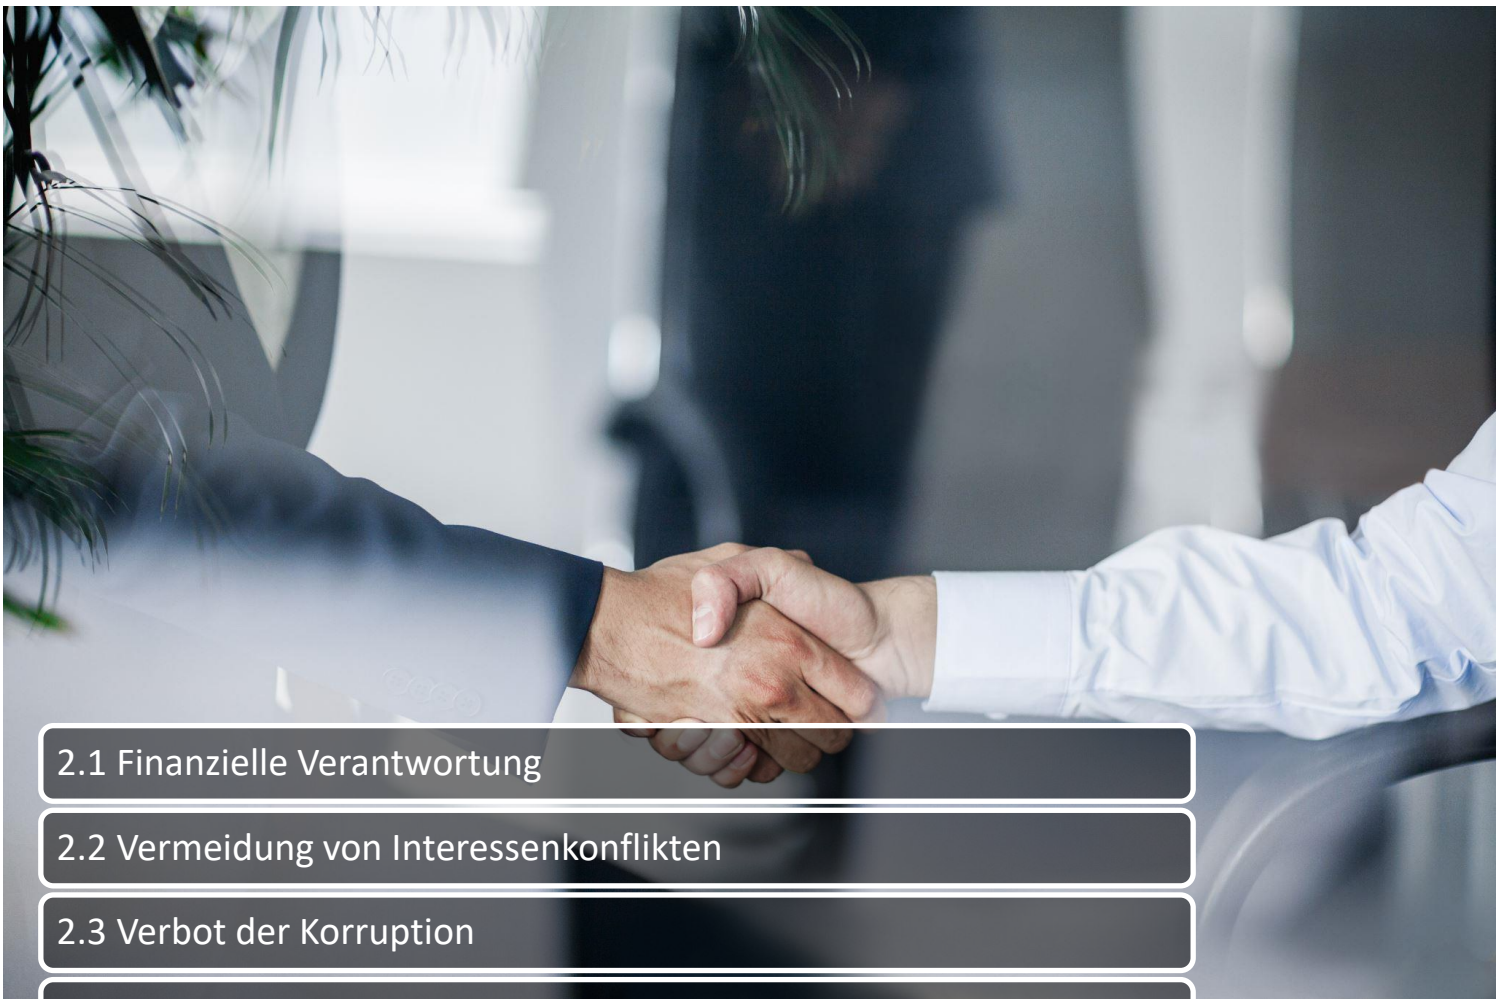 2.1 Finanzielle Verantwortung
2.2 Vermeidung von Interessenkonflikten
2.3 Verbot der Korruption